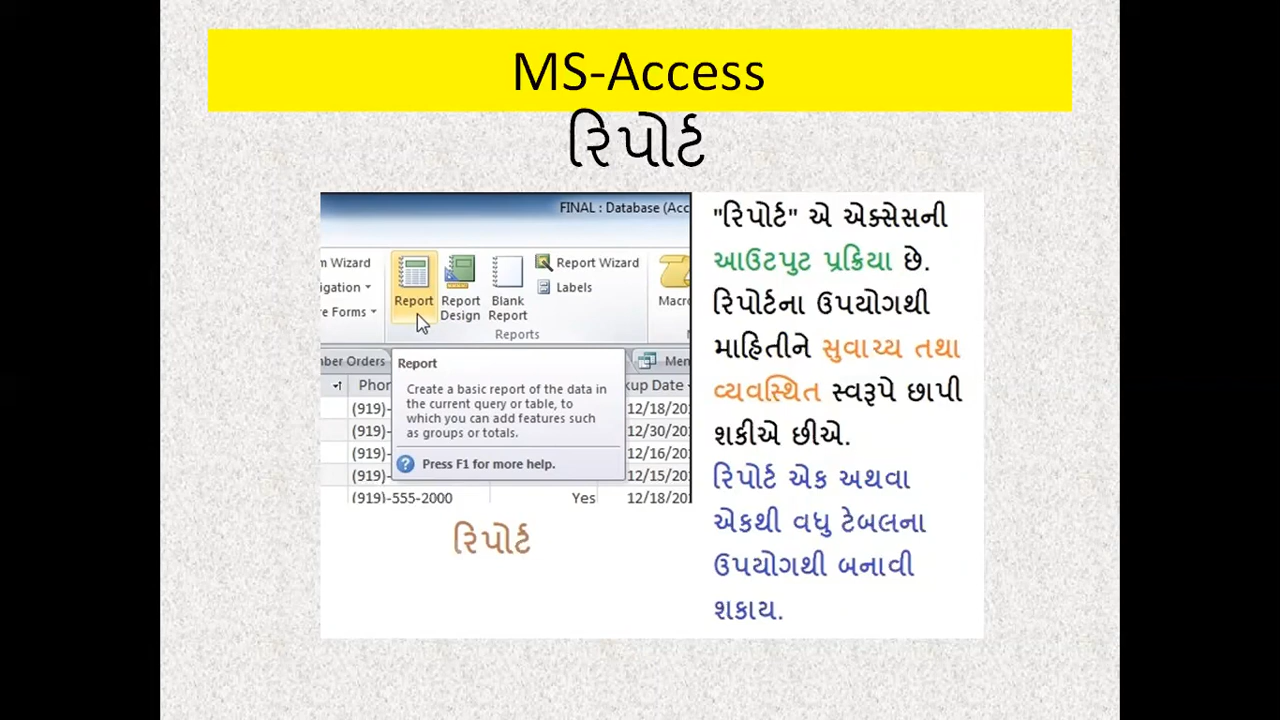 MS-Access
રિપોર્ટ
FINAL : Database (Acc
m Wizard
igation
e Forms
Report
Report Design
Blank Report
Report Wizard
Labels
Reports
Macro
ber Orders
Men
Phor
kup Date
Report
Create a basic report of the data in
the current query or table, to
which you can add features such
as groups or totals.
Press F1 for more help.
(919)- 12/18/20
(919)- 12/30/20
(919)- 12/16/20
(919)- 12/15/20
(919)-555-2000 Yes 12/18/20
રિપોર્ટ
"રિપોર્ટ" એ એક્સેસની
આઉટપુટ પ્રક્રિયા છે.
રિપોર્ટના ઉપયોગથી
માહિતીને સુવાચ્ય તથા
વ્યવસ્થિત સ્વરૂપે છાપી
શકીએ છીએ.
રિપોર્ટ એક અથવા
એકથી વધુ ટેબલના
ઉપયોગથી બનાવી
શકાય.